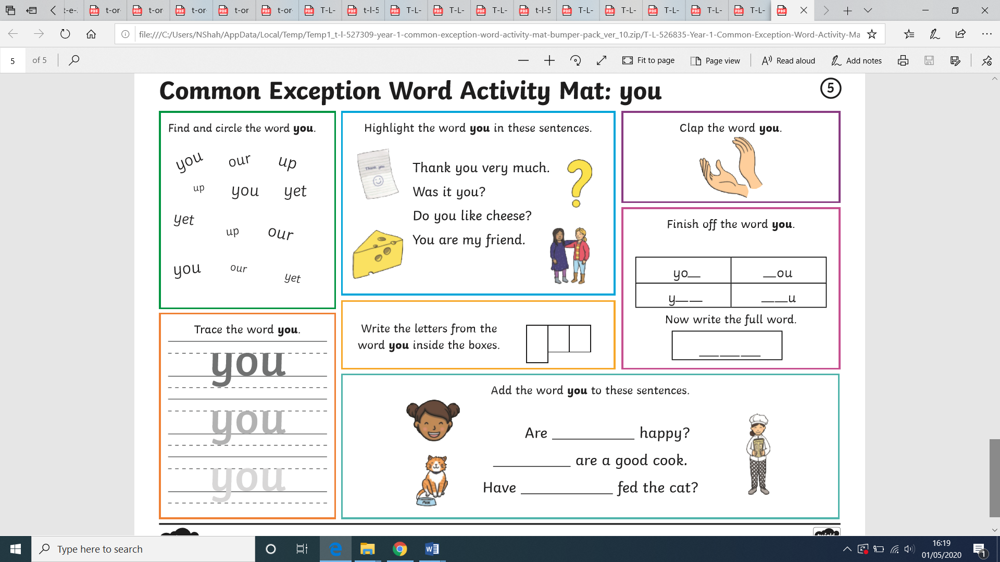 t-e-
t-or
t-or
t-or
t-or
t-or
T-L-
t-l-5
T-L-
T-L-
T-L-
t-l-5
T-L-
T-L-
T-L-
T-L-
T-L-
file:///C:/Users/NShah/AppData/Local/Temp/Temp1_t-l-527309-year-1-common-exception-word-activity-mat-bumper-pack_ver_10.zip/T-L-526835-Year-1-Common-Exception-Word-Activity-Ma
5 of 5 Fit to page Page view Read aloud Add notes
Common Exception Word Activity Mat: you 5
Find and circle the word you.
you our up
up you yet
yet up our
you our yet
Highlight the word you in these sentences.
Thank you
Thank you very much.
Was it you?
Do you like cheese?
You are my friend.
Clap the word you.
Finish off the word you.
yo__ __ou
y__ __ __ __u
Now write the full word.
__ __ __
Trace the word you.
you
you
you
Write the letters from the
word you inside the boxes.
Add the word you to these sentences.
Are ____________ happy?
____________ are a good cook.
Have ____________ fed the cat?
MILK
Type here to search
16:19
01/05/2020
1